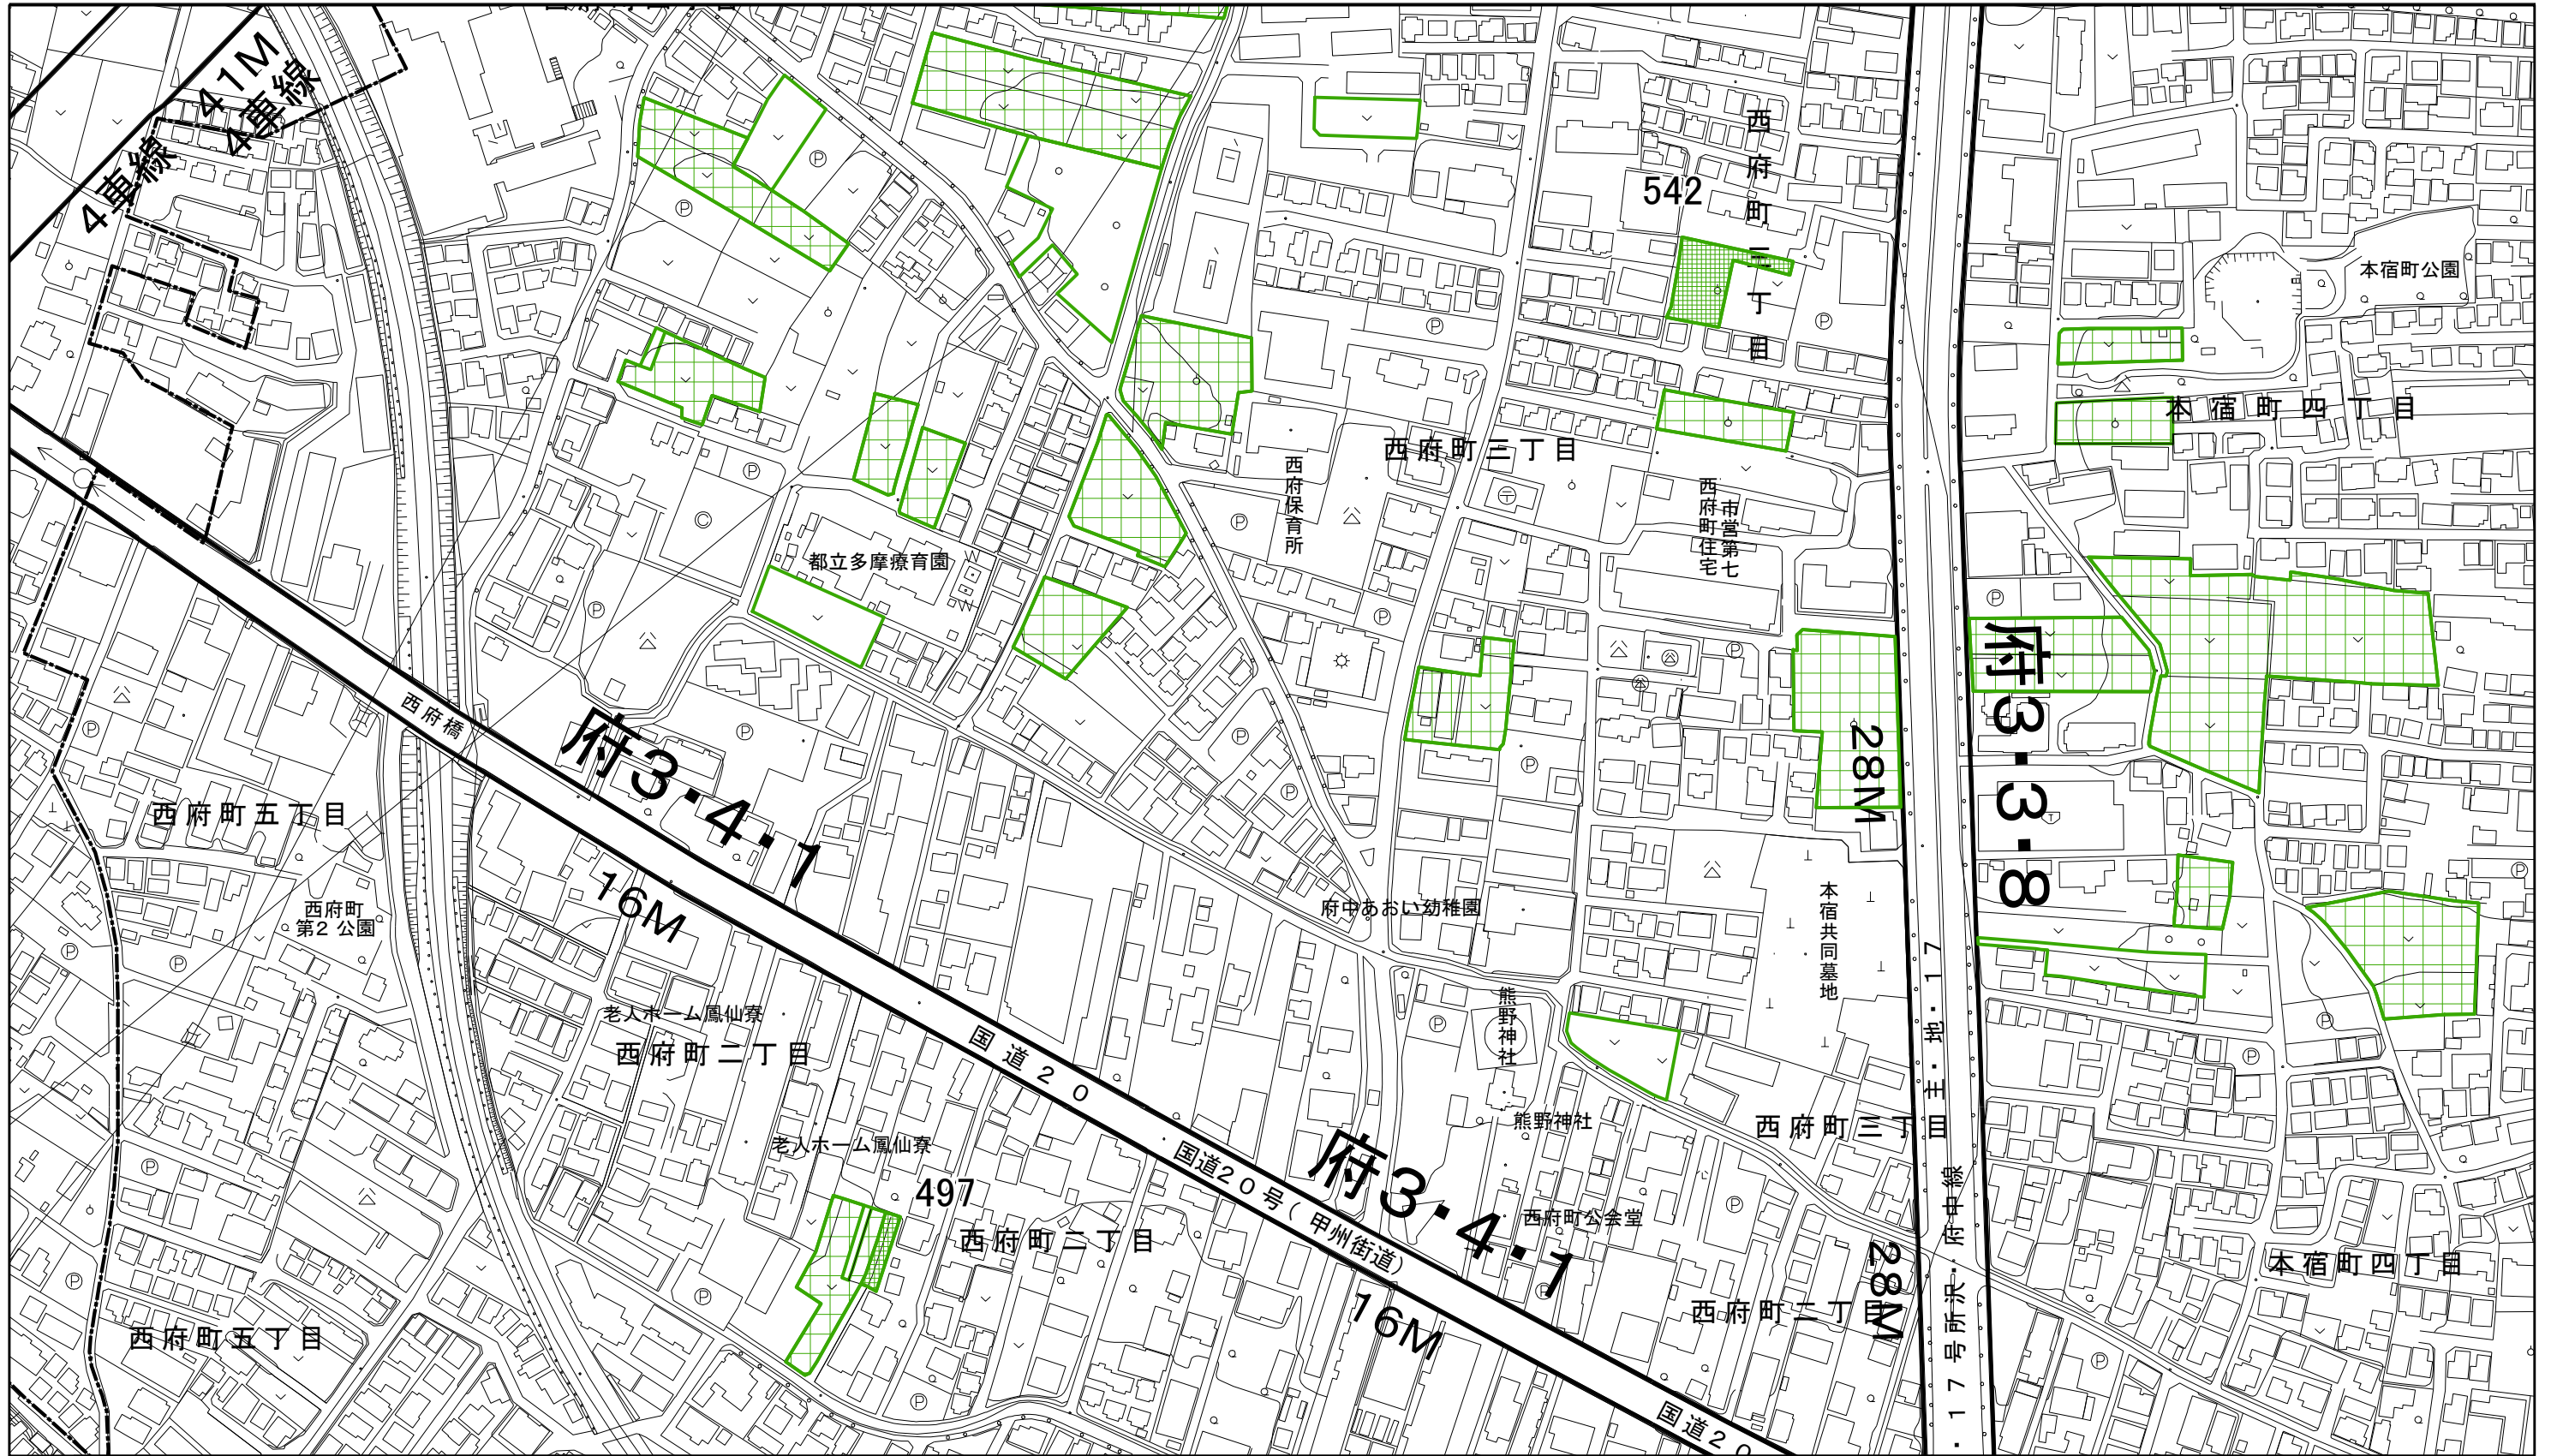 41M
4車線
4車線
542
西府町三丁目
本宿町公園
本宿町四丁目
西府町三丁目
西府保育所
市営第七
西府町住宅
都立多摩療育園
西府橋
府3・4・1
16M
28M
府3・3・8
西府町五丁目
西府町
第2公園
府中あおい幼稚園
本宿共同墓地
老人ホーム鳳仙寮
西府町二丁目
国道20
熊野神社
熊野神社
西府町三丁目
主・地・17
老人ホーム鳳仙寮
497
西府町二丁目
国道20号(甲州街道)
府3・4・1
16M
西府町公会堂
西府町二丁目
28M
・17号所沢・府中線
本宿町四丁目
西府町五丁目
国道20